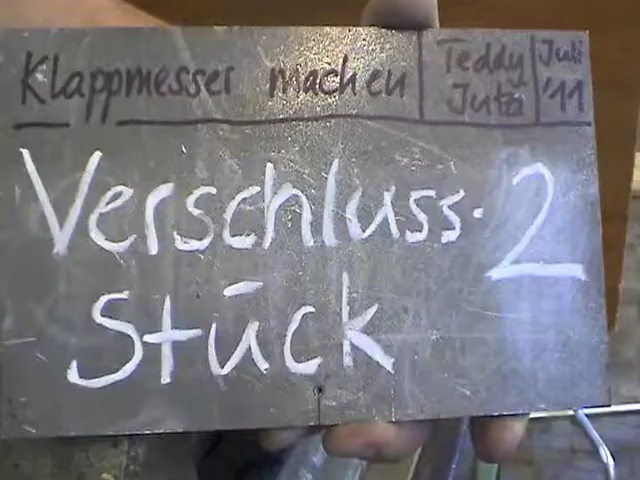 Klappmesser machen
Teddy
Jutta
Juli
'11
Verschluss- 2
Stück